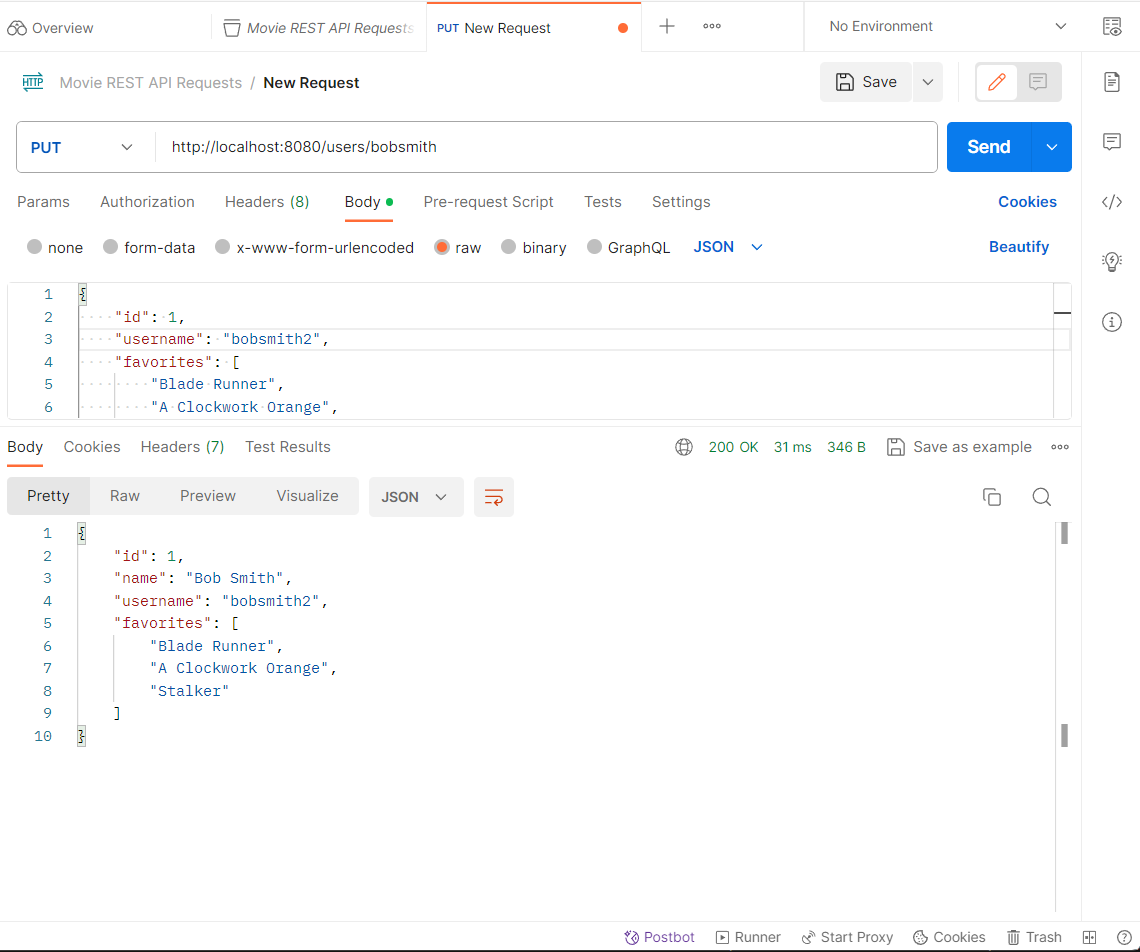 Overview
Movie REST API Requests
PUT New Request
No Environment
HTTP Movie REST API Requests / New Request
Save
PUT http://localhost:8080/users/bobsmith
Send
Params Authorization Headers (8) Body Pre-request Script Tests Settings Cookies
none form-data x-www-form-urlencoded raw binary GraphQL JSON Beautify
1 {
2 "id": 1,
3 "username": "bobsmith2",
4 "favorites": [
5 "Blade Runner",
6 "A Clockwork Orange",
Body Cookies Headers (7) Test Results 200 OK 31 ms 346 B Save as example
Pretty Raw Preview Visualize JSON
1 {
2 "id": 1,
3 "name": "Bob Smith",
4 "username": "bobsmith2",
5 "favorites": [
6 "Blade Runner",
7 "A Clockwork Orange",
8 "Stalker"
9 ]
10 }
Postbot Runner Start Proxy Cookies Trash